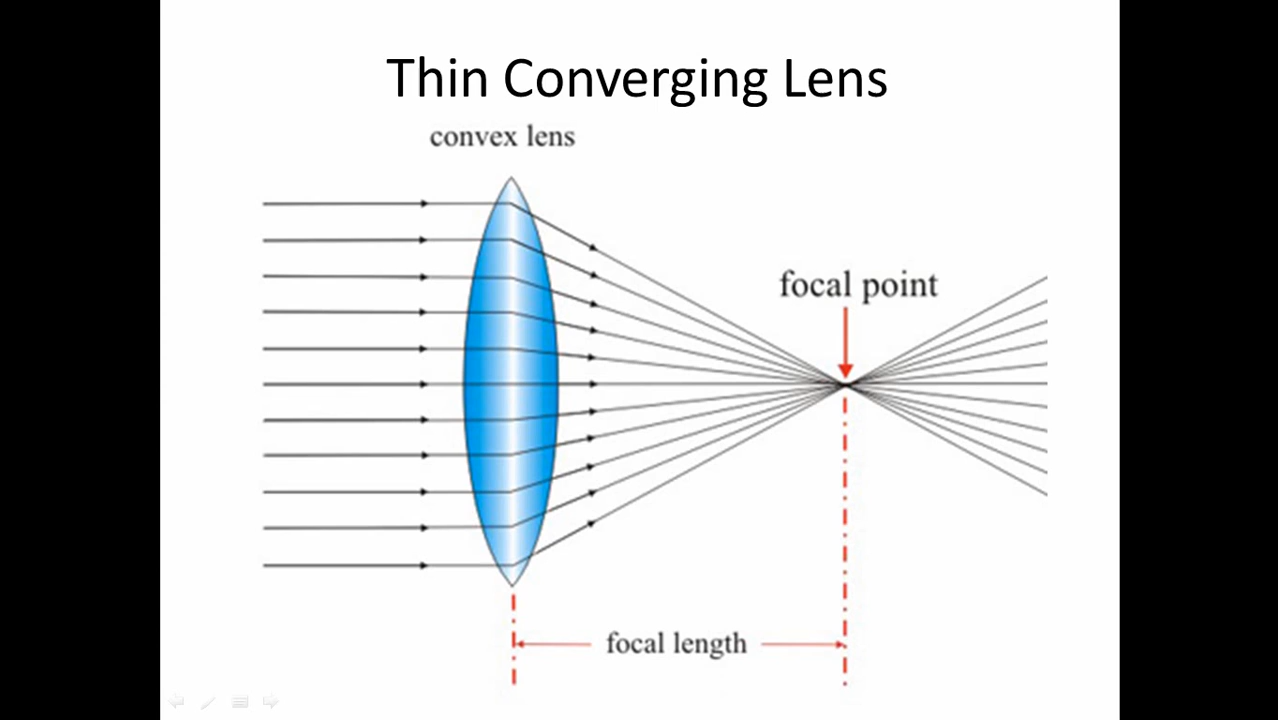 Thin Converging Lens
convex lens
focal point
focal length